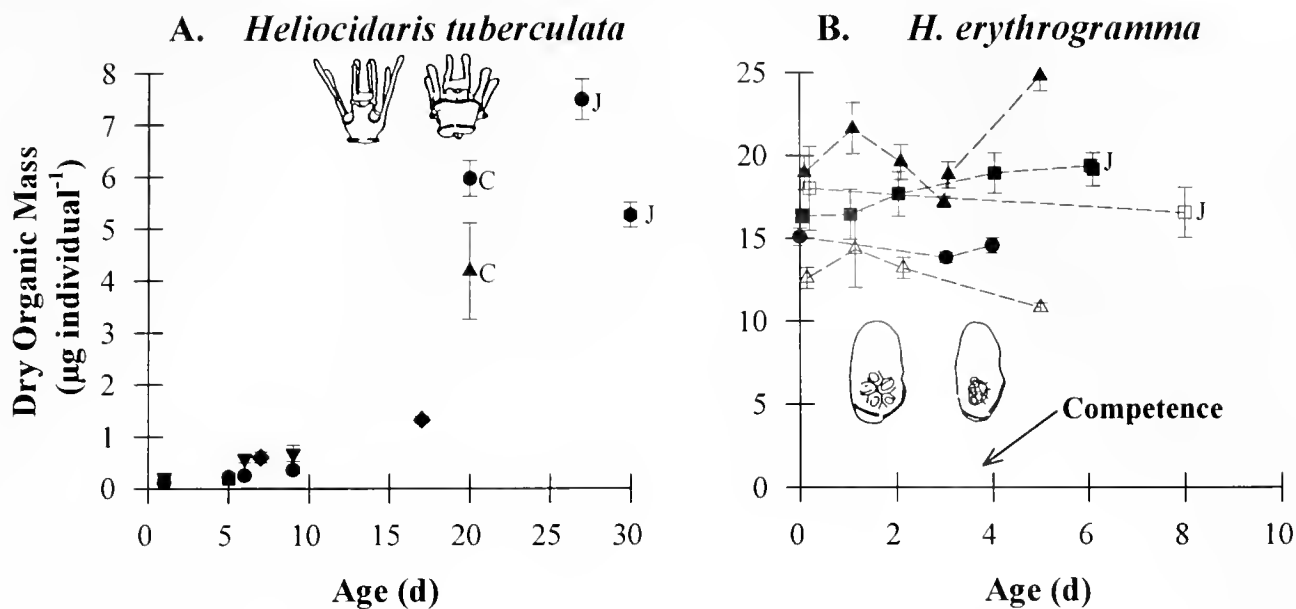 A. Heliocidaris tuberculata
8
7
6
5
4
3
2
1
0
Dry Organic Mass
(µg individual⁻¹)
J
C
C
J
0 5 10 15 20 25 30
Age (d)
B. H. erythrogramma
25
20
15
10
5
0
J
J
Competence
0 2 4 6 8 10
Age (d)